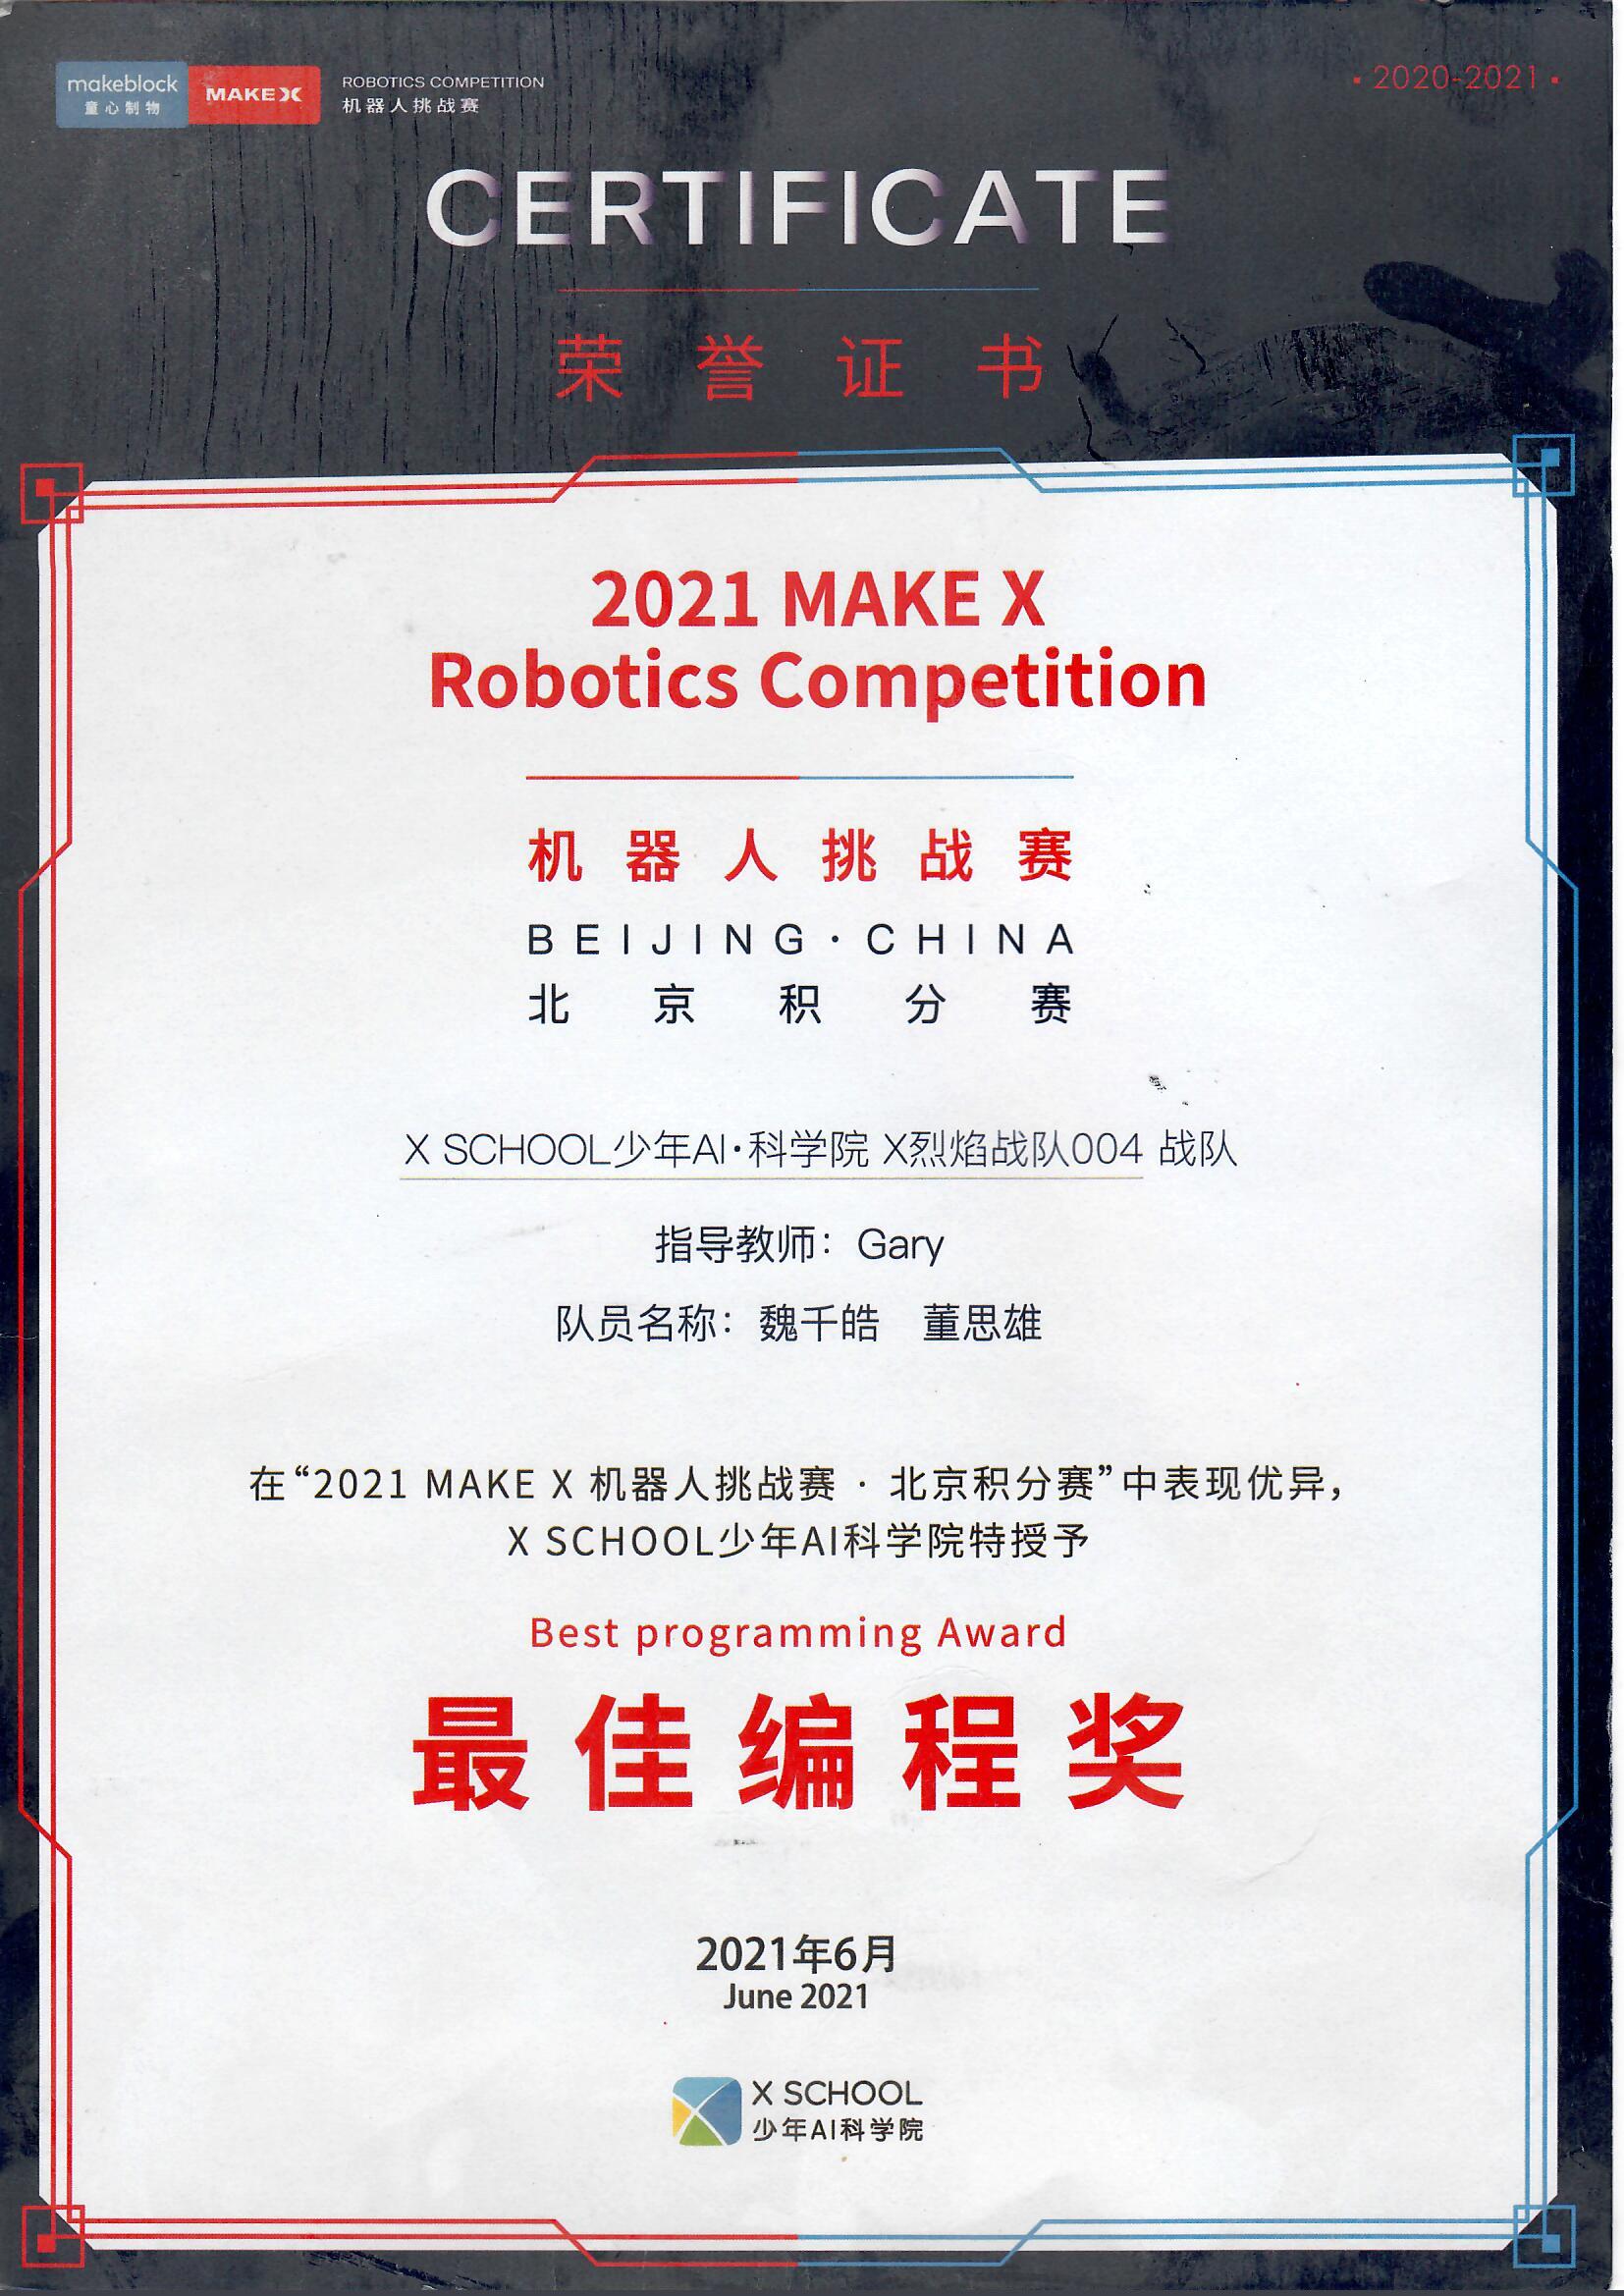 makeblock
童心制物
MAKE X
ROBOTICS COMPETITION
机器人挑战赛
·2020-2021·
CERTIFICATE
荣誉证书
2021 MAKE X
Robotics Competition
机器人挑战赛
BEIJING·CHINA
北京积分赛
X SCHOOL少年AI·科学院 X烈焰战队004 战队
指导教师：Gary
队员名称：魏千皓 董思雄
在“2021 MAKE X 机器人挑战赛 · 北京积分赛”中表现优异，
X SCHOOL少年AI科学院特授予
Best programming Award
最佳编程奖
2021年6月
June 2021
X SCHOOL
少年AI科学院